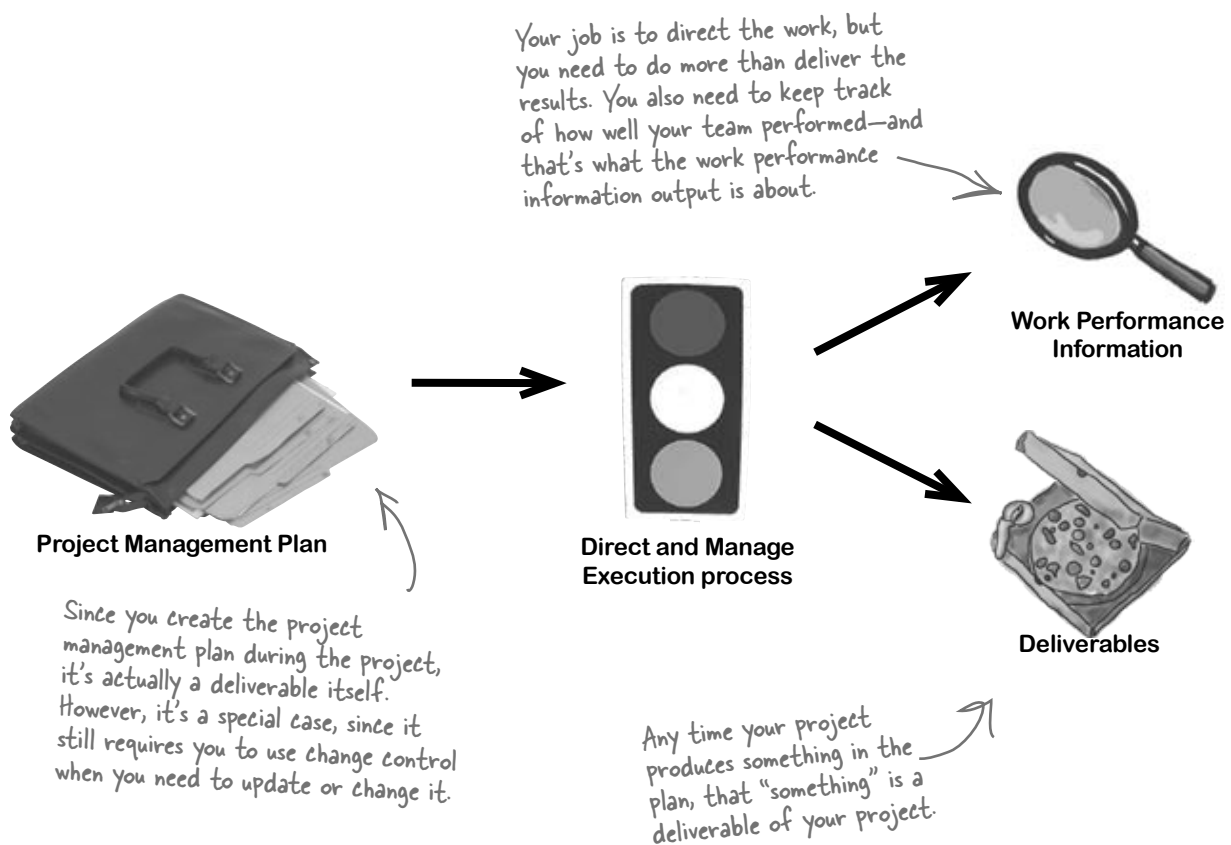 Your job is to direct the work, but
you need to do more than deliver the
results. You also need to keep track
of how well your team performed—and
that's what the work performance
information output is about.
Work Performance
Information
Project Management Plan
Direct and Manage
Execution process
Deliverables
Since you create the project
management plan during the project,
it's actually a deliverable itself.
However, it's a special case, since it
still requires you to use change control
when you need to update or change it.
Any time your project
produces something in the
plan, that “something” is a
deliverable of your project.